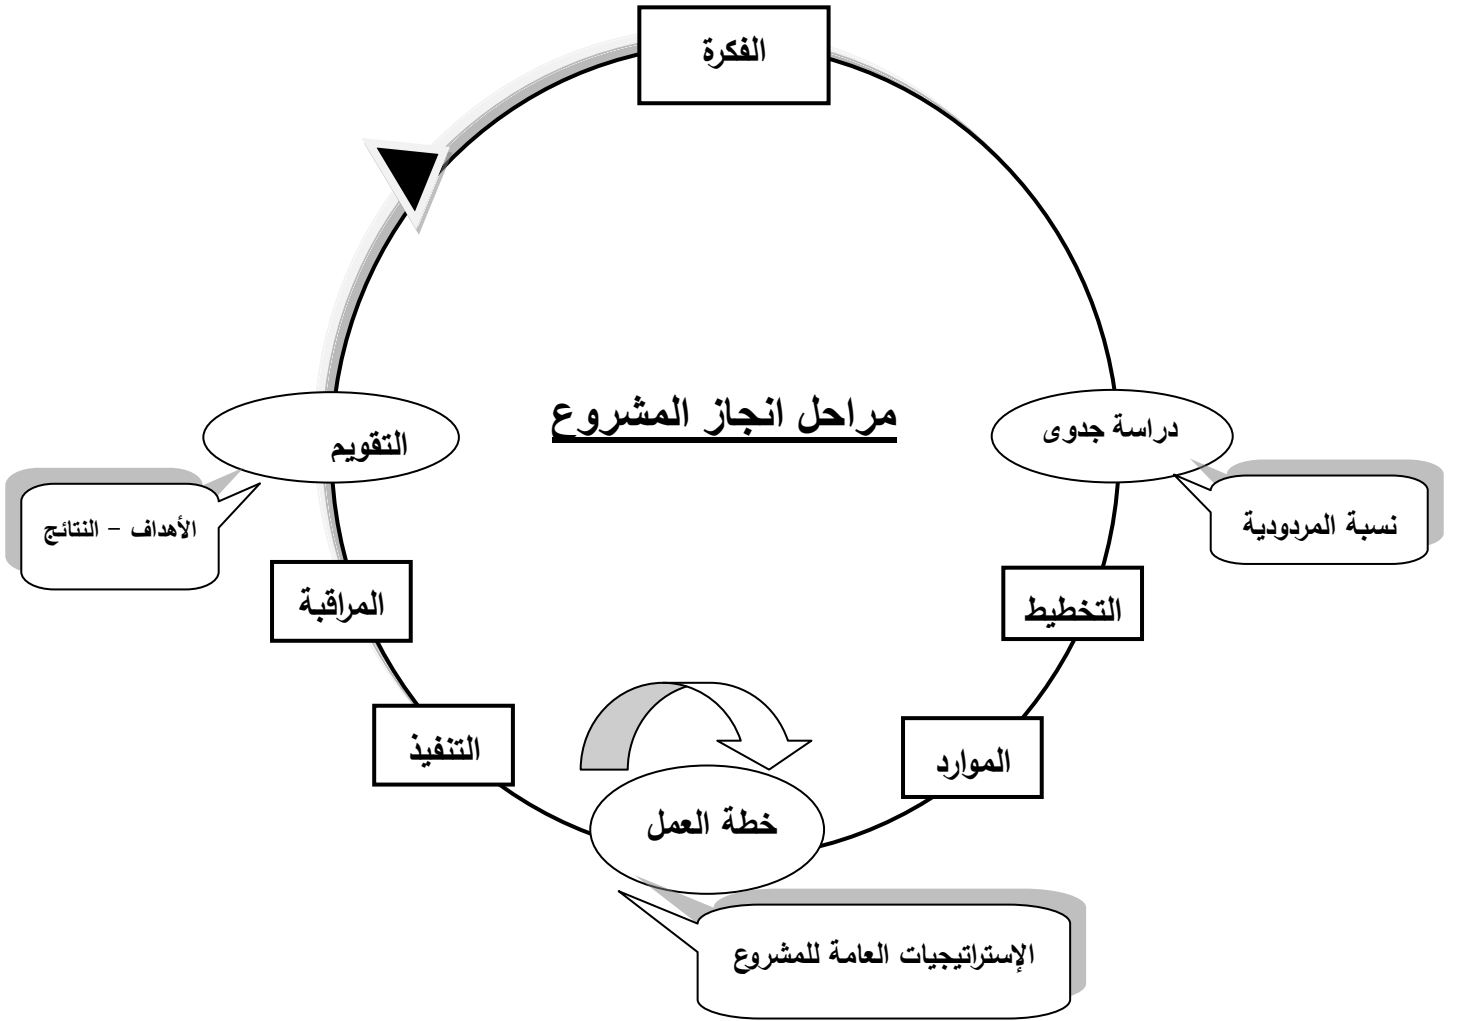 الفكرة
مراحل انجاز المشروع
دراسة جدوى
نسبة المردودية
التخطيط
الموارد
خطة العمل
الإستراتيجيات العامة للمشروع
التنفيذ
المراقبة
التقويم
الأهداف – النتائج